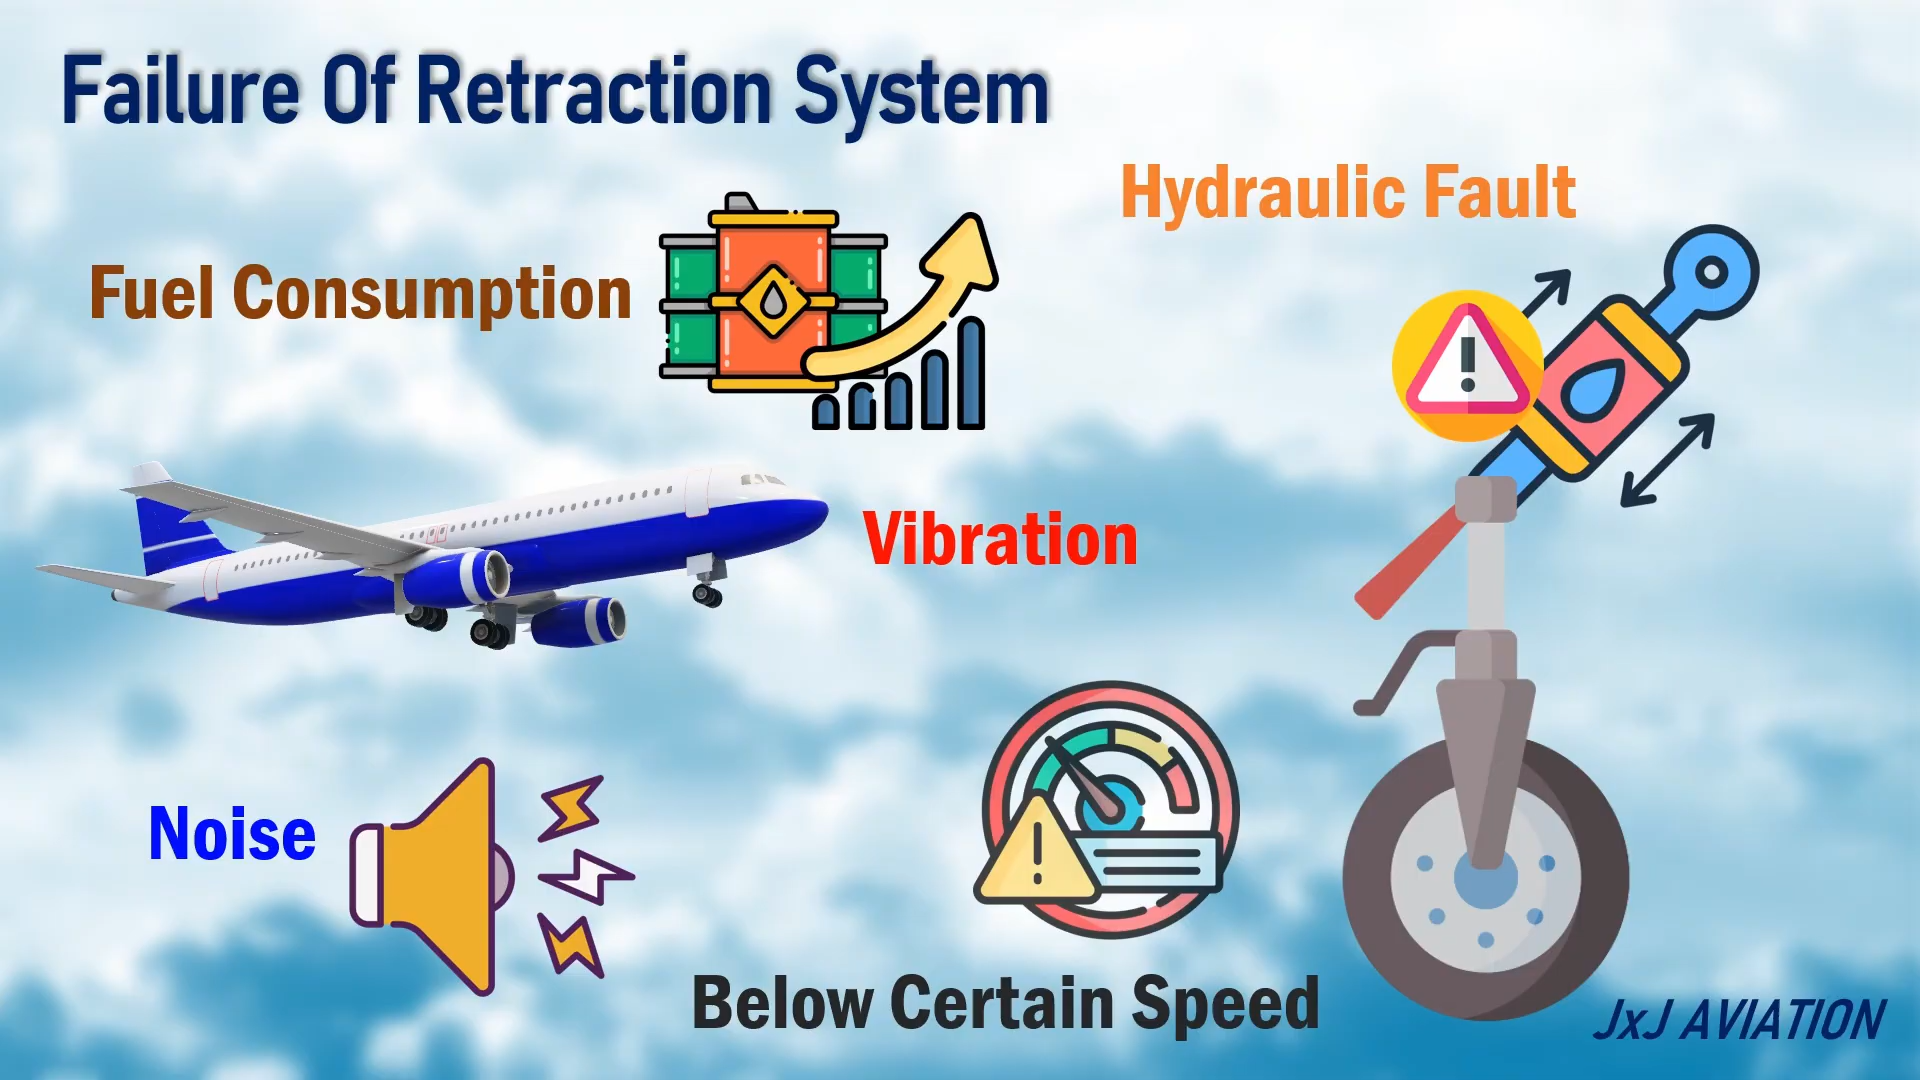 Failure Of Retraction System
Hydraulic Fault
Fuel Consumption
Vibration
Noise
Below Certain Speed
JxJ AVIATION